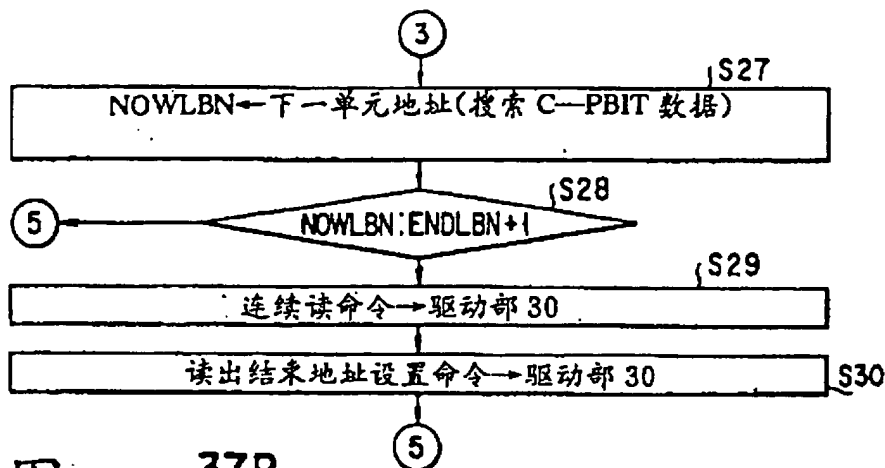 3
S27
NOWLBN←下一单元地址(搜索 C—PBIT 数据)
S28
5
NOWLBN:ENDLBN+1
S29
连续读命令→驱动部 30
读出结束地址设置命令→驱动部 30
S30
5
图 37B